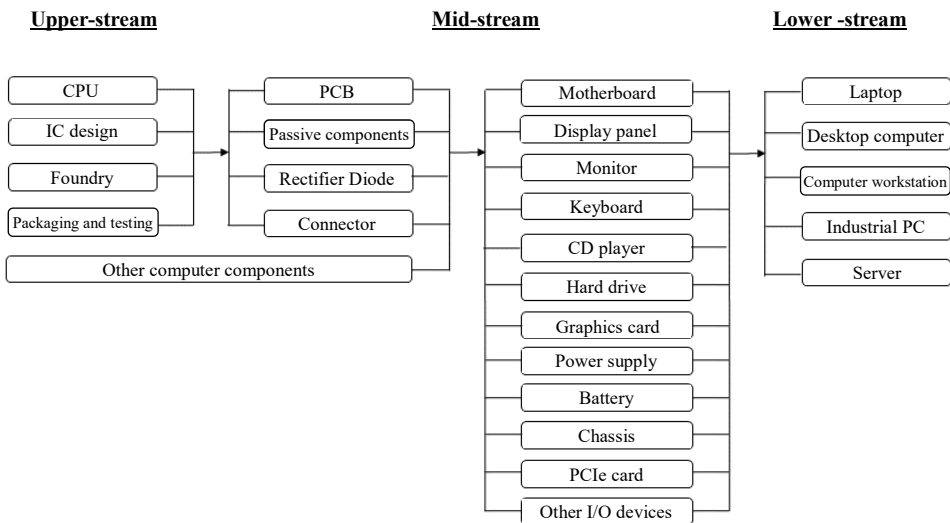 Upper-stream
Mid-stream
Lower -stream
CPU
IC design
Foundry
Packaging and testing
Other computer components
PCB
Passive components
Rectifier Diode
Connector
Motherboard
Display panel
Monitor
Keyboard
CD player
Hard drive
Graphics card
Power supply
Battery
Chassis
PCIe card
Other I/O devices
Laptop
Desktop computer
Computer workstation
Industrial PC
Server